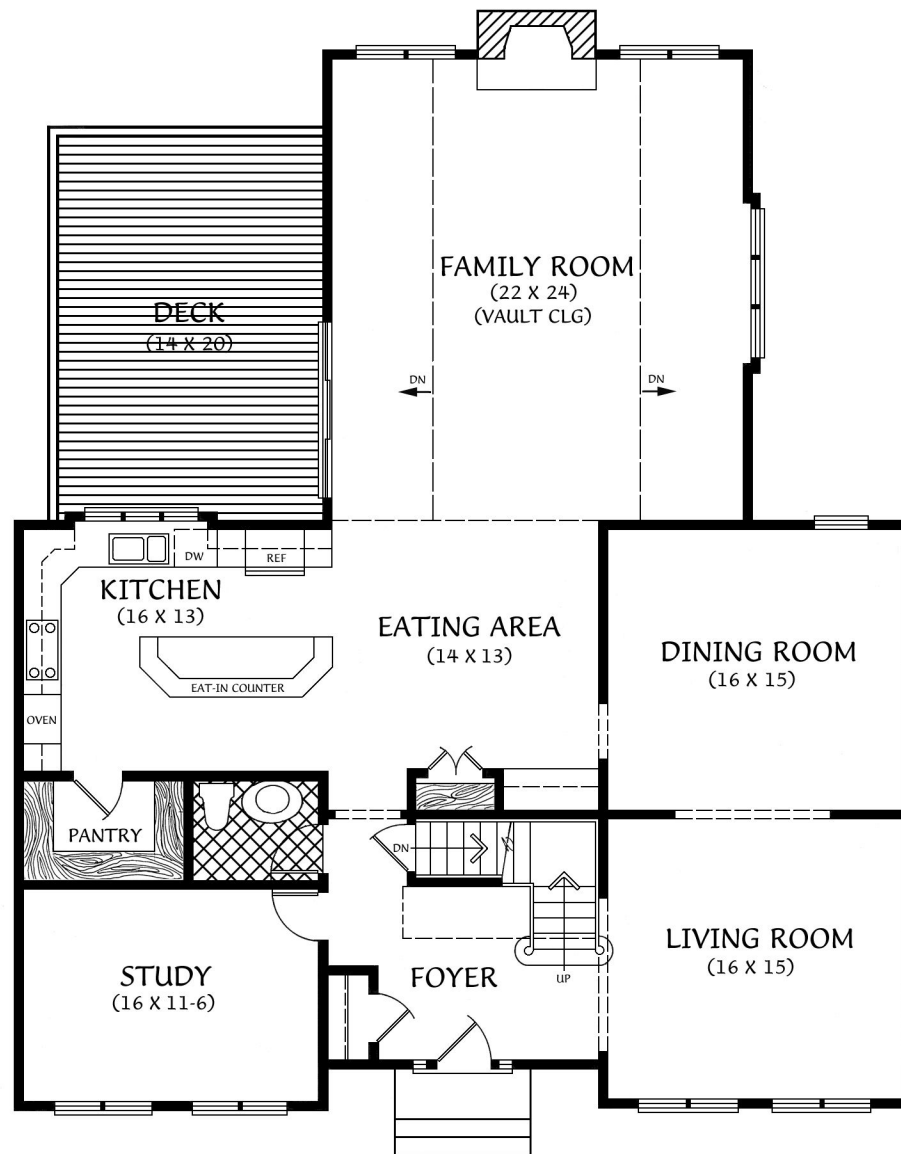 FAMILY ROOM
(22 X 24)
(VAULT CLG)
DECK
(14 X 20)
DN
DN
DW
REF
KITCHEN
(16 X 13)
EATING AREA
(14 X 13)
DINING ROOM
(16 X 15)
EAT-IN COUNTER
OVEN
PANTRY
DN
LIVING ROOM
(16 X 15)
STUDY
(16 X 11-6)
FOYER
UP